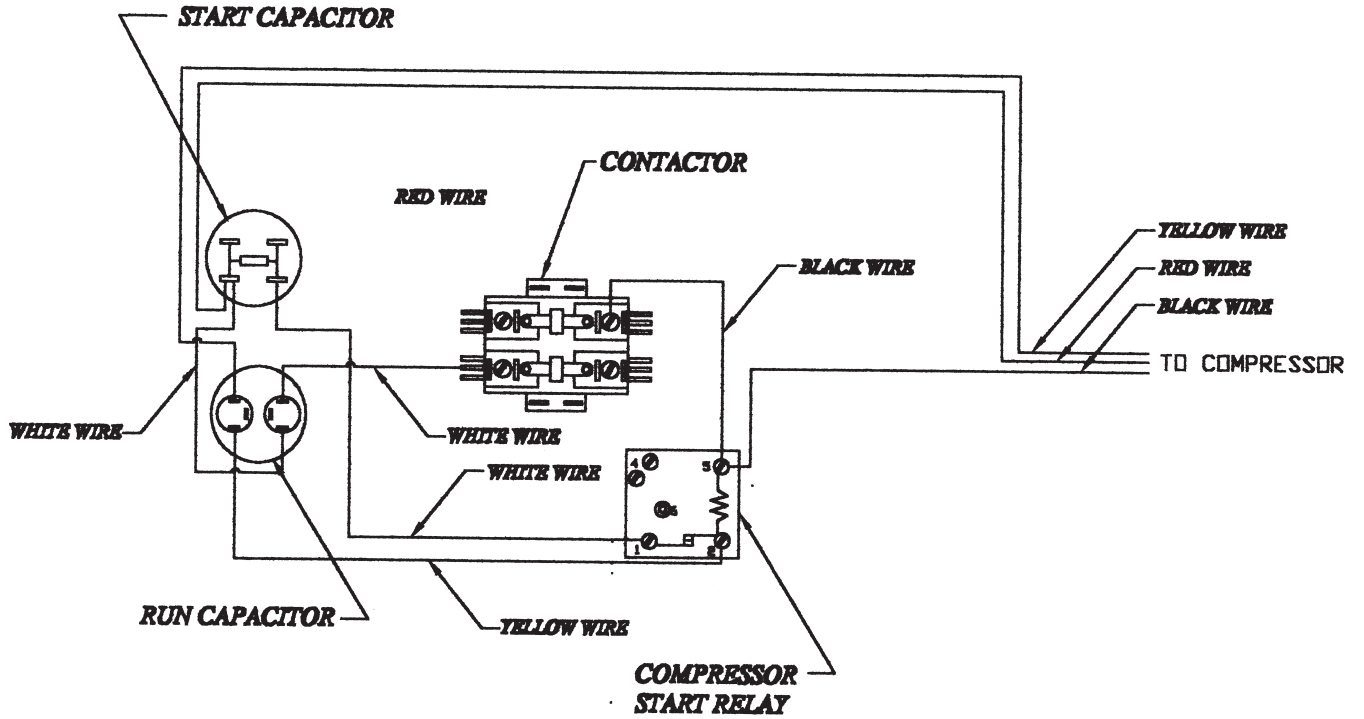 START CAPACITOR
CONTACTOR
RED WIRE
YELLOW WIRE
BLACK WIRE
RED WIRE
BLACK WIRE
TO COMPRESSOR
WHITE WIRE
WHITE WIRE
WHITE WIRE
4
5
6
1
2
RUN CAPACITOR
YELLOW WIRE
COMPRESSOR
START RELAY